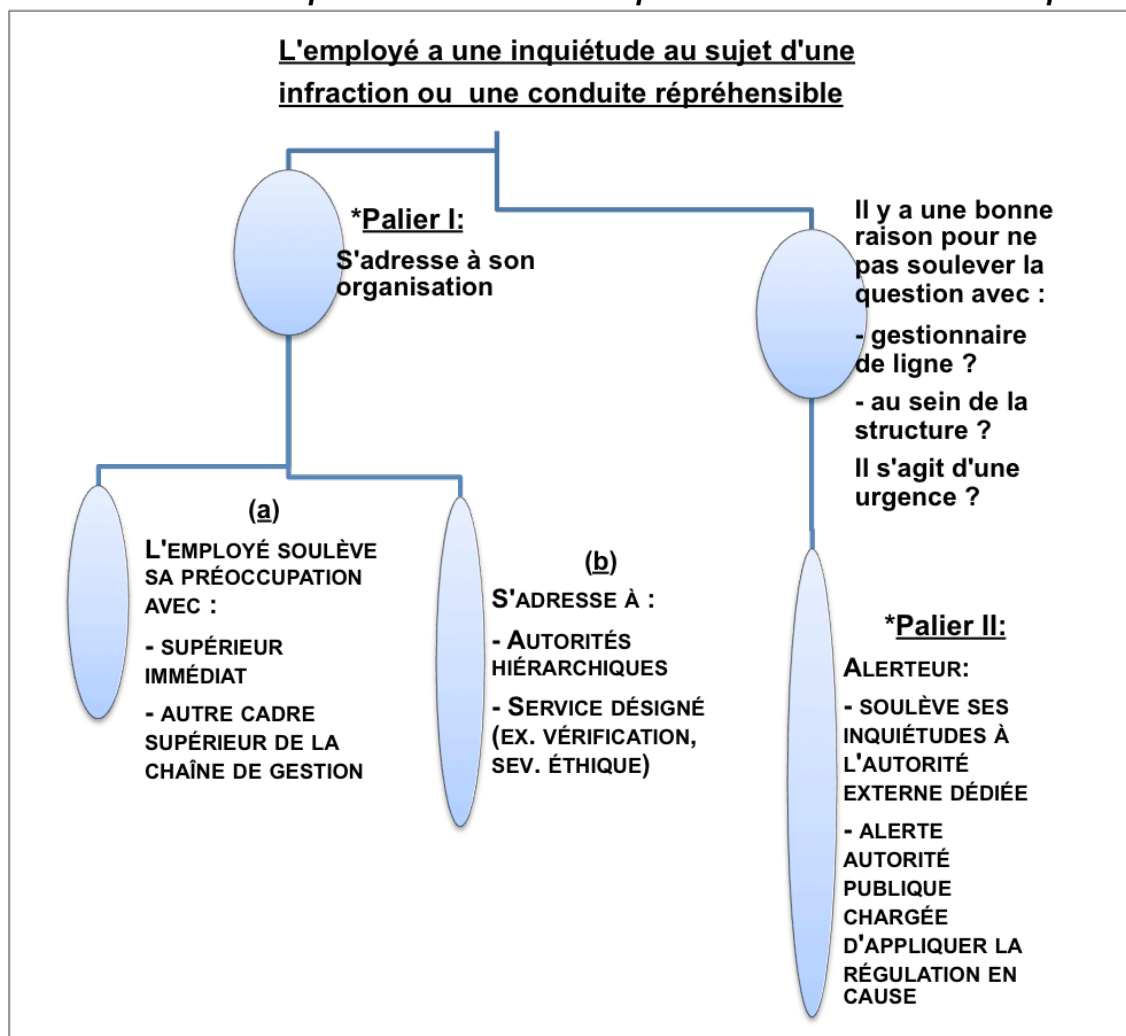 L'employé a une inquiétude au sujet d'une
infraction ou une conduite répréhensible
*Palier I:
S'adresse à son
organisation
Il y a une bonne
raison pour ne
pas soulever la
question avec :
- gestionnaire
de ligne ?
- au sein de la
structure ?
Il s'agit d'une
urgence ?
(a)
L'EMPLOYÉ SOULÈVE
SA PRÉOCCUPATION
AVEC :
- SUPÉRIEUR
IMMÉDIAT
- AUTRE CADRE
SUPÉRIEUR DE LA
CHAÎNE DE GESTION
(b)
S'ADRESSE À :
- AUTORITÉS
HIÉRARCHIQUES
- SERVICE DÉSIGNÉ
(EX. VÉRIFICATION,
SEV. ÉTHIQUE)
*Palier II:
ALERTEUR:
- SOULÈVE SES
INQUIÉTUDES À
L'AUTORITÉ
EXTERNE DÉDIÉE
- ALERTE
AUTORITÉ
PUBLIQUE
CHARGÉE
D'APPLIQUER LA
RÉGULATION EN
CAUSE